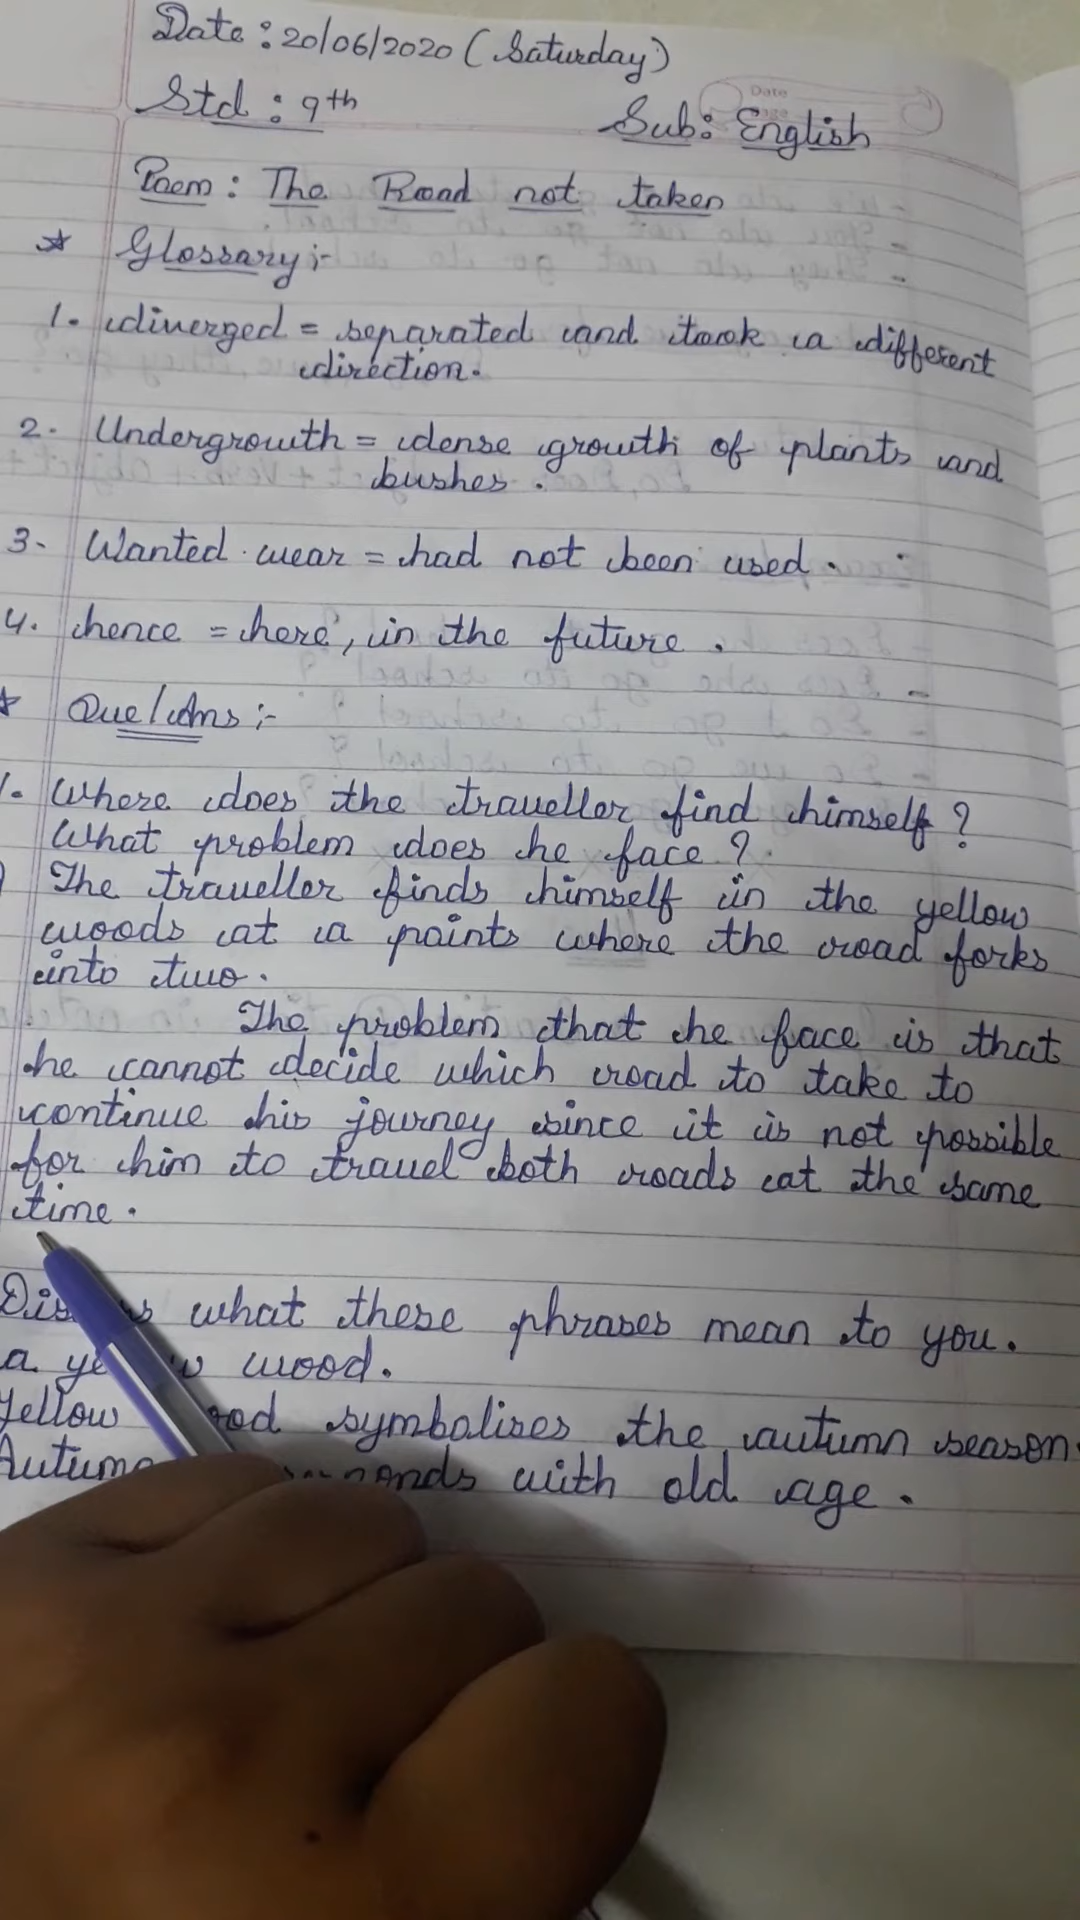 Date : 20/06/2020 (Saturday)
Std : 9th
Date
Sub: English
Poem : The Road not taken
* Glossary :-
1. diverged = separated and took a different
direction.
2. Undergrowth = dense growth of plants and
bushes.
3. Wanted wear = had not been used.
4. hence = here, in the future.
* Que/Ans :-
1. Where does the traveller find himself ?
What problem does he face ?
The traveller finds himself in the yellow
woods at a points where the road forks
into two.
The problem that he face is that
he cannot decide which road to take to
continue his journey since it is not possible
for him to travel both roads at the same
time.
what these phrases mean to you.
a wood.
Yellow symbolises the autumn season.
with old age.